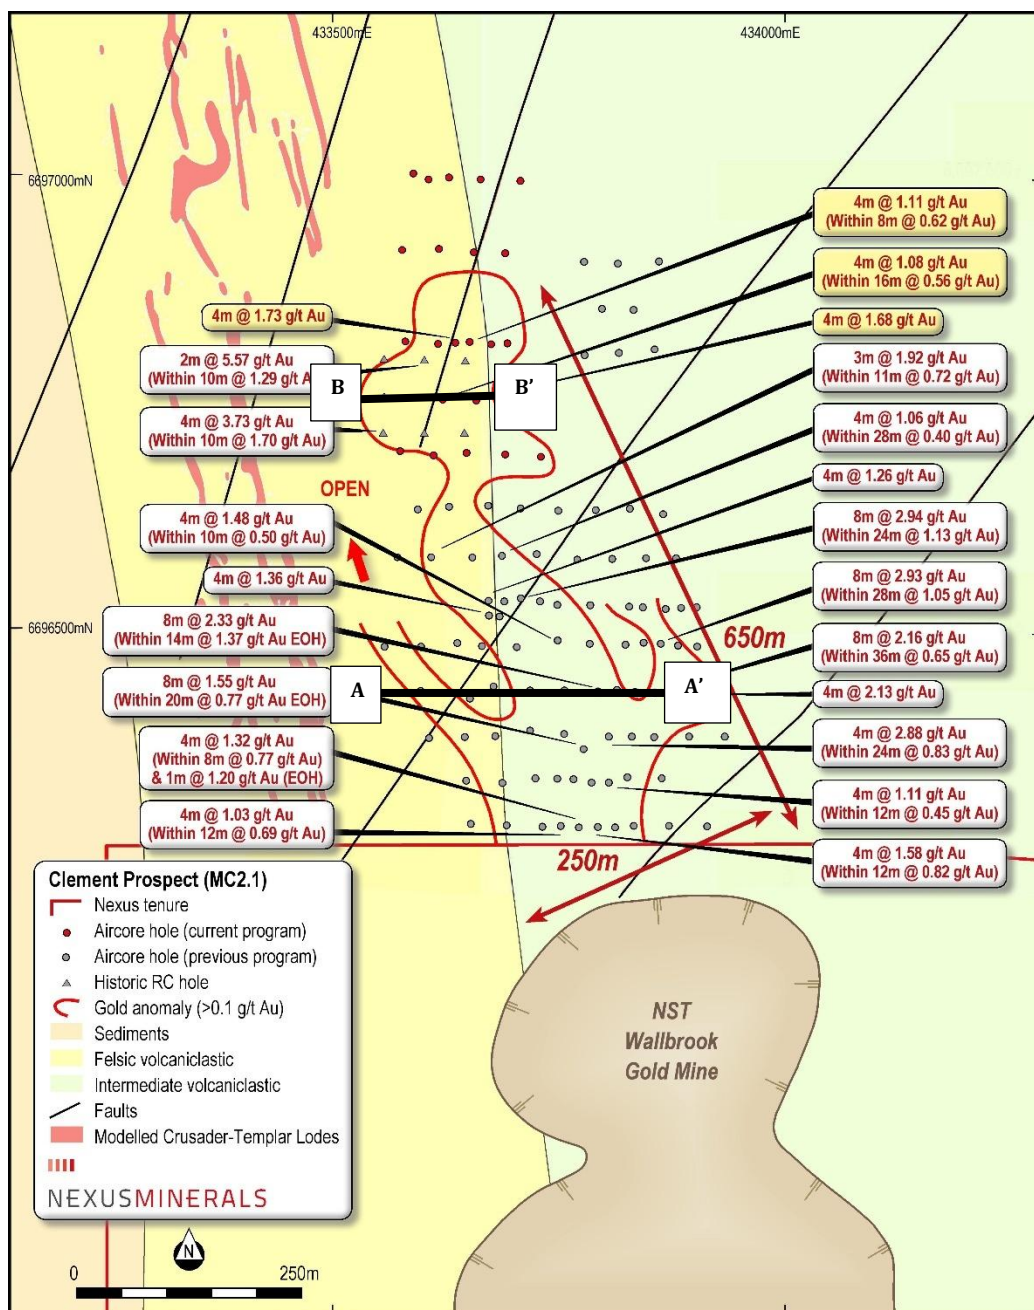 433500mE
434000mE
6697000mN
4m @ 1.11 g/t Au
(Within 8m @ 0.62 g/t Au)
4m @ 1.08 g/t Au
(Within 16m @ 0.56 g/t Au)
4m @ 1.73 g/t Au
4m @ 1.68 g/t Au
2m @ 5.57 g/t Au
(Within 10m @ 1.29 g/t A
3m @ 1.92 g/t Au
(Within 11m @ 0.72 g/t Au)
B
B’
4m @ 3.73 g/t Au
(Within 10m @ 1.70 g/t Au)
4m @ 1.06 g/t Au
(Within 28m @ 0.40 g/t Au)
4m @ 1.26 g/t Au
OPEN
4m @ 1.48 g/t Au
(Within 10m @ 0.50 g/t Au)
8m @ 2.94 g/t Au
(Within 24m @ 1.13 g/t Au)
4m @ 1.36 g/t Au
8m @ 2.93 g/t Au
(Within 28m @ 1.05 g/t Au)
6696500mN
8m @ 2.33 g/t Au
(Within 14m @ 1.37 g/t Au EOH)
650m
8m @ 2.16 g/t Au
(Within 36m @ 0.65 g/t Au)
8m @ 1.55 g/t Au
(Within 20m @ 0.77 g/t Au EOH)
A
A’
4m @ 2.13 g/t Au
4m @ 2.88 g/t Au
(Within 24m @ 0.83 g/t Au)
4m @ 1.32 g/t Au
(Within 8m @ 0.77 g/t Au)
& 1m @ 1.20 g/t Au (EOH)
4m @ 1.11 g/t Au
(Within 12m @ 0.45 g/t Au)
4m @ 1.03 g/t Au
(Within 12m @ 0.69 g/t Au)
4m @ 1.58 g/t Au
(Within 12m @ 0.82 g/t Au)
250m
Clement Prospect (MC2.1)
Nexus tenure
Aircore hole (current program)
Aircore hole (previous program)
Historic RC hole
Gold anomaly (>0.1 g/t Au)
Sediments
Felsic volcaniclastic
Intermediate volcaniclastic
Faults
Modelled Crusader-Templar Lodes
NEXUSMINERALS
NST
Wallbrook
Gold Mine
N
0
250m